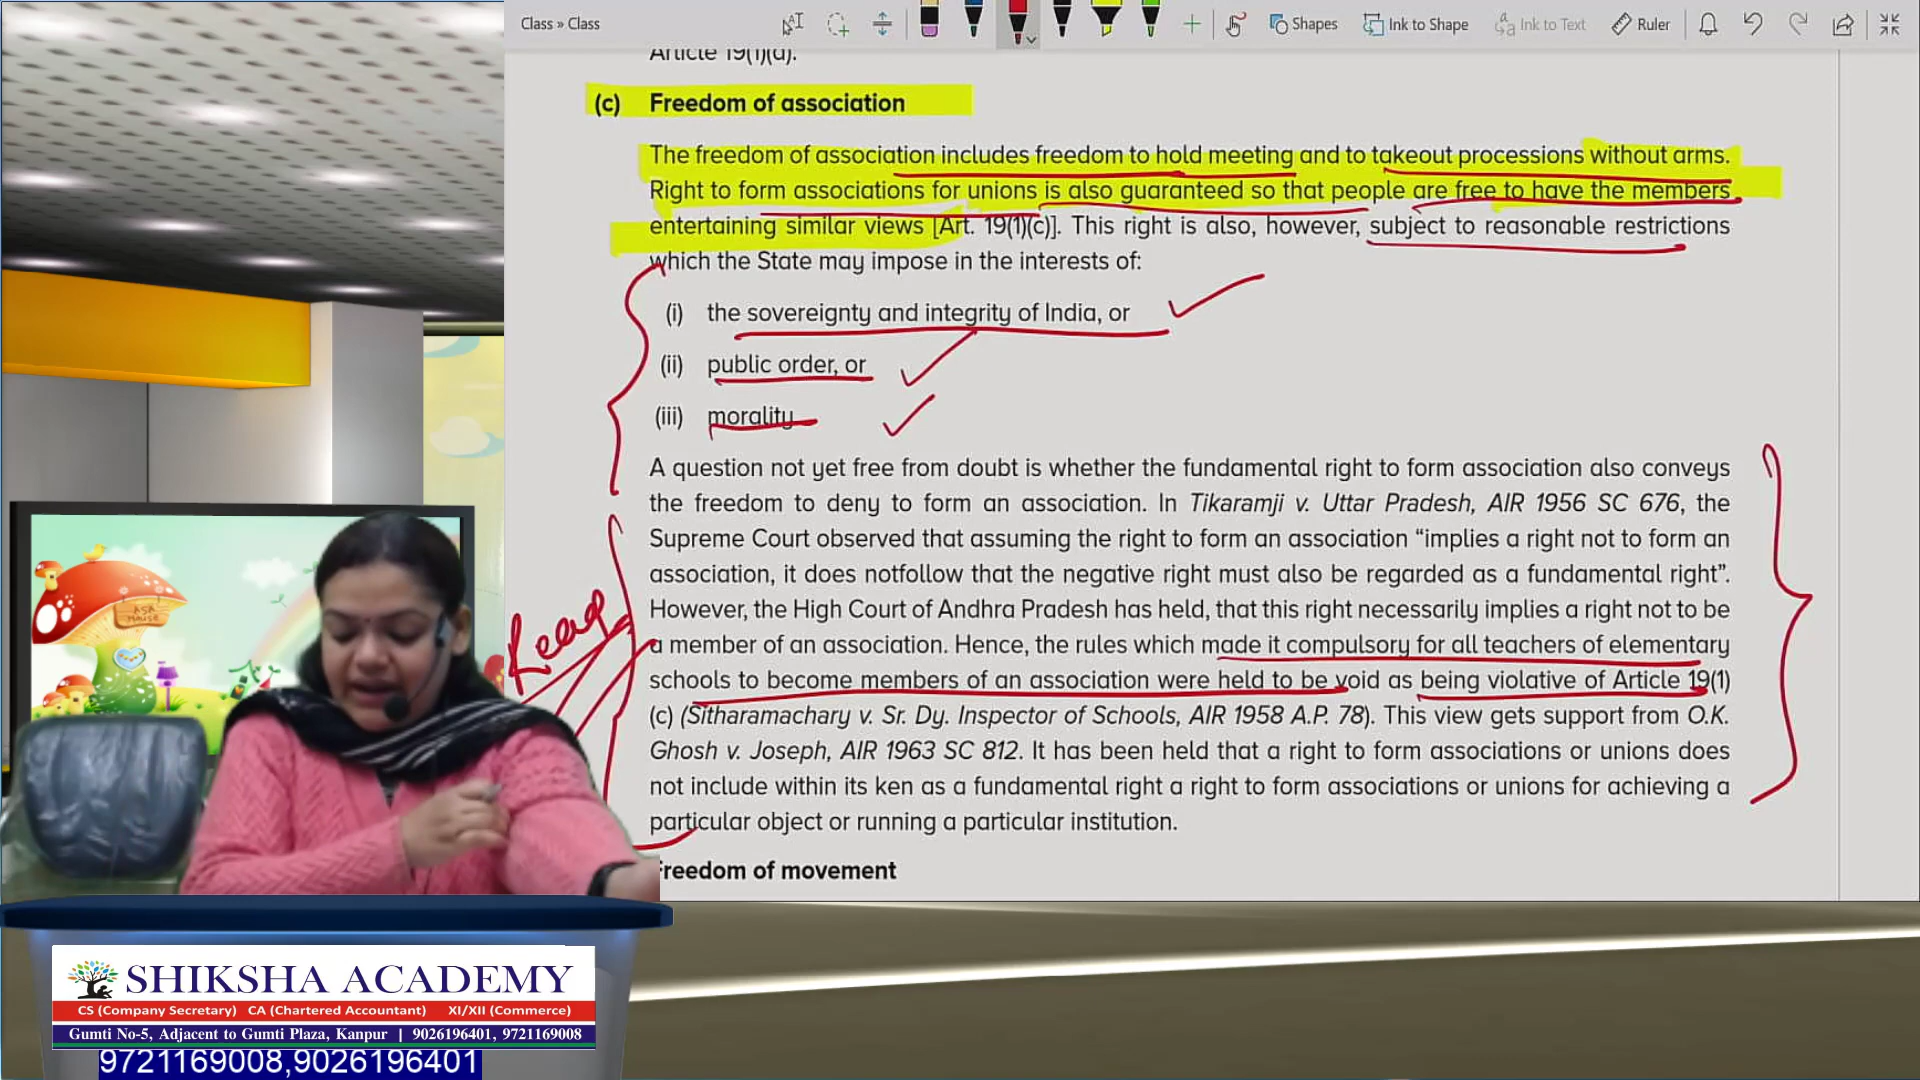 Class » Class
Shapes
Ink to Shape
Ink to Text
Ruler
Article 19(1)(d).
(c) Freedom of association
The freedom of association includes freedom to hold meeting and to takeout processions without arms.
Right to form associations for unions is also guaranteed so that people are free to have the members
entertaining similar views [Art. 19(1)(c)]. This right is also, however, subject to reasonable restrictions
which the State may impose in the interests of:
(i) the sovereignty and integrity of India, or
(ii) public order, or
(iii) morality
A question not yet free from doubt is whether the fundamental right to form association also conveys
the freedom to deny to form an association. In Tikaramji v. Uttar Pradesh, AIR 1956 SC 676, the
Supreme Court observed that assuming the right to form an association “implies a right not to form an
association, it does notfollow that the negative right must also be regarded as a fundamental right”.
However, the High Court of Andhra Pradesh has held, that this right necessarily implies a right not to be
a member of an association. Hence, the rules which made it compulsory for all teachers of elementary
schools to become members of an association were held to be void as being violative of Article 19(1)
(c) (Sitharamachary v. Sr. Dy. Inspector of Schools, AIR 1958 A.P. 78). This view gets support from O.K.
Ghosh v. Joseph, AIR 1963 SC 812. It has been held that a right to form associations or unions does
not include within its ken as a fundamental right a right to form associations or unions for achieving a
particular object or running a particular institution.
Freedom of movement
Read
SHIKSHA ACADEMY
CS (Company Secretary) CA (Chartered Accountant) XI/XII (Commerce)
Gumti No-5, Adjacent to Gumti Plaza, Kanpur | 9026196401, 9721169008
9721169008,9026196401